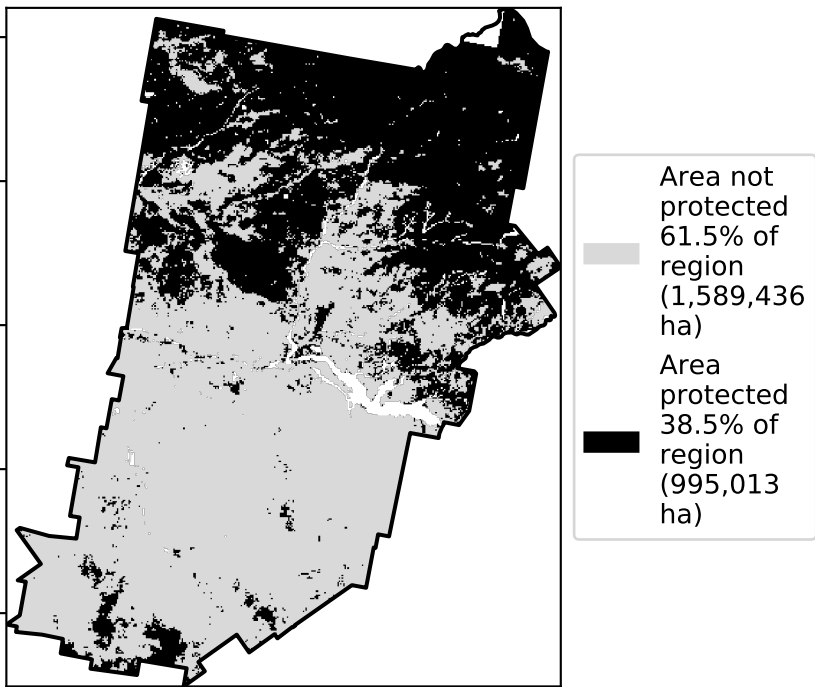 Area not
protected
61.5% of
region
(1,589,436
ha)
Area
protected
38.5% of
region
(995,013
ha)